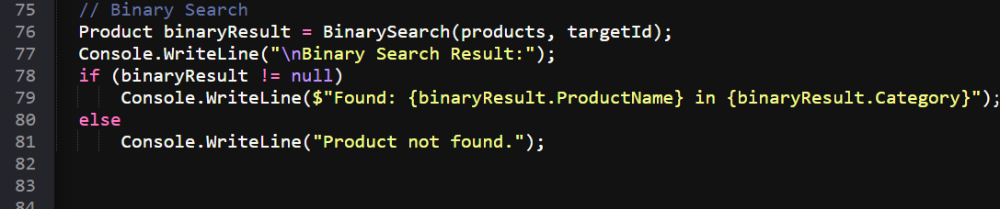 75 // Binary Search
76 Product binaryResult = BinarySearch(products, targetId);
77 Console.WriteLine("\nBinary Search Result:");
78 if (binaryResult != null)
79 Console.WriteLine($"Found: {binaryResult.ProductName} in {binaryResult.Category}");
80 else
81 Console.WriteLine("Product not found.");
82
83
84